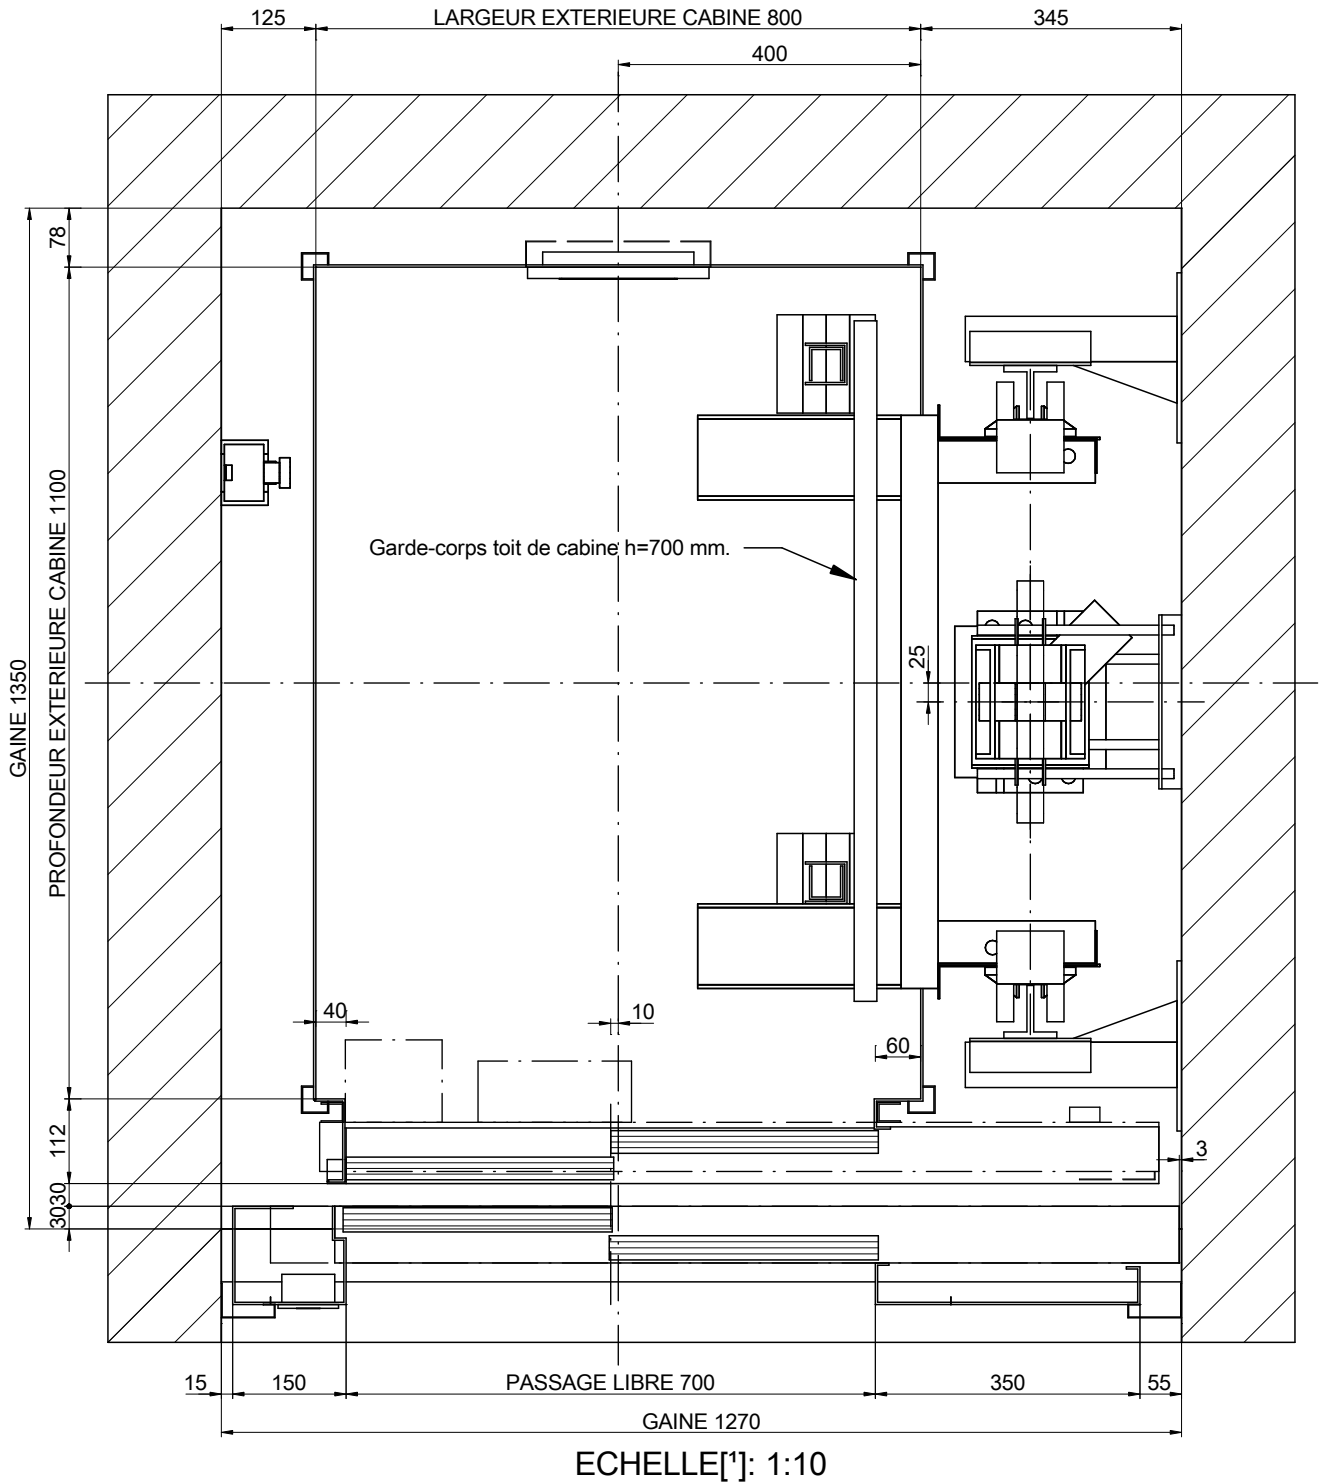 125
LARGEUR EXTERIEURE CABINE 800
345
400
78
GAINE 1350
PROFONDEUR EXTERIEURE CABINE 1100
Garde-corps toit de cabine h=700 mm.
25
40
10
60
112
3
30
30
15
150
PASSAGE LIBRE 700
350
55
GAINE 1270
ECHELLE[¹]: 1:10